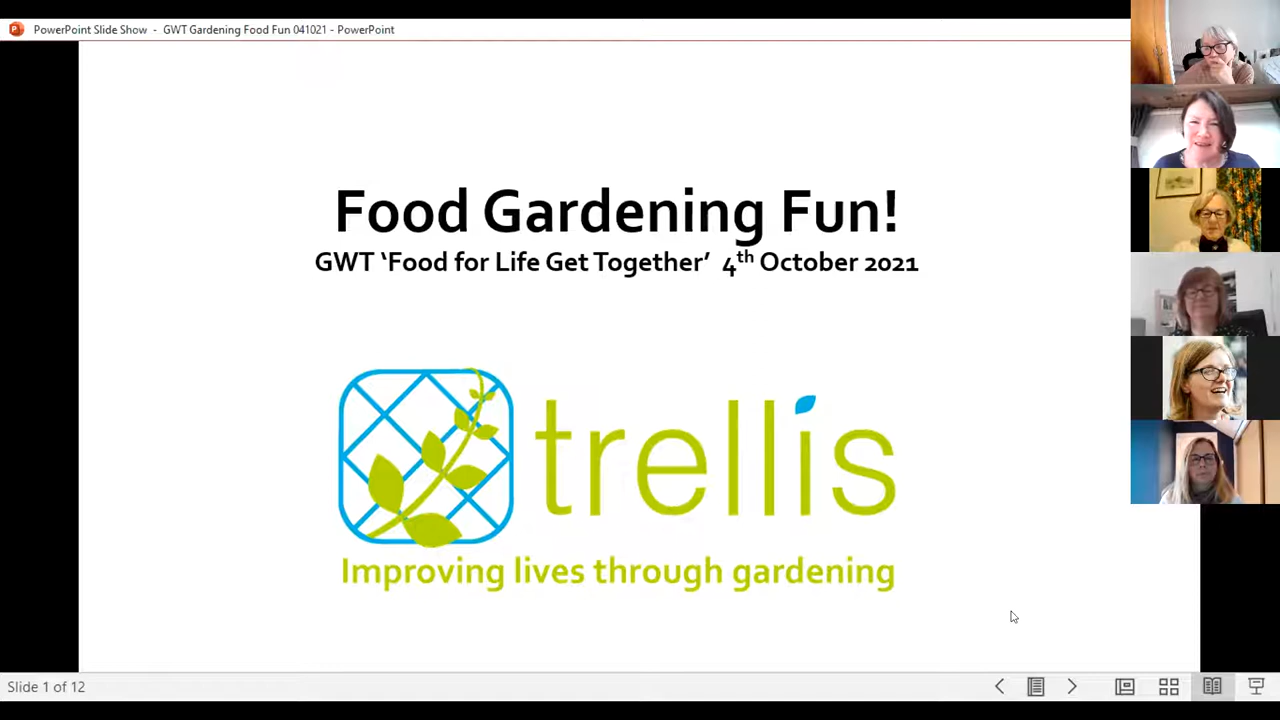 PowerPoint Slide Show - GWT Gardening Food Fun 041021 - PowerPoint
Food Gardening Fun!
GWT ‘Food for Life Get Together’ 4th October 2021
trellis
Improving lives through gardening
Slide 1 of 12